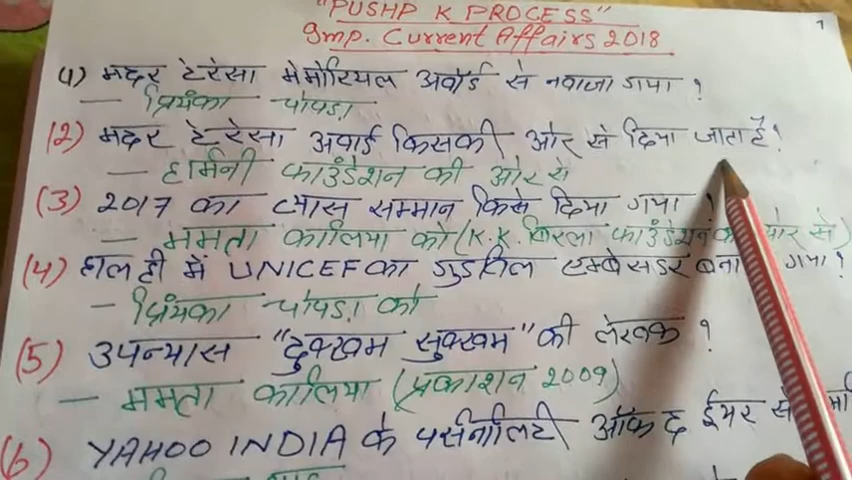 "PUSHP K PROCESS"
Imp. Current Affairs 2018
1
(1) मदर टेरेसा मेमोरियल अवॉर्ड से नवाजा गया ?
— प्रियंका चोपड़ा
(2) मदर टेरेसा अवार्ड किसकी ओर से दिया जाता है !
— हार्मनी फाउंडेशन की ओर से
(3) 2017 का व्यास सम्मान किसे दिया गया !
— ममता कालिया को (K.K. बिरला फाउंडेशन की ओर से)
(4) हाल ही में UNICEF का गुडविल एम्बेसडर बना गया ?
— प्रियंका चोपड़ा को
(5) उपन्यास "दुक्खम सुक्खम" की लेखक ?
— ममता कालिया (प्रकाशन 2009)
(6) YAHOO INDIA के पर्सनालिटी ऑफ द ईयर से